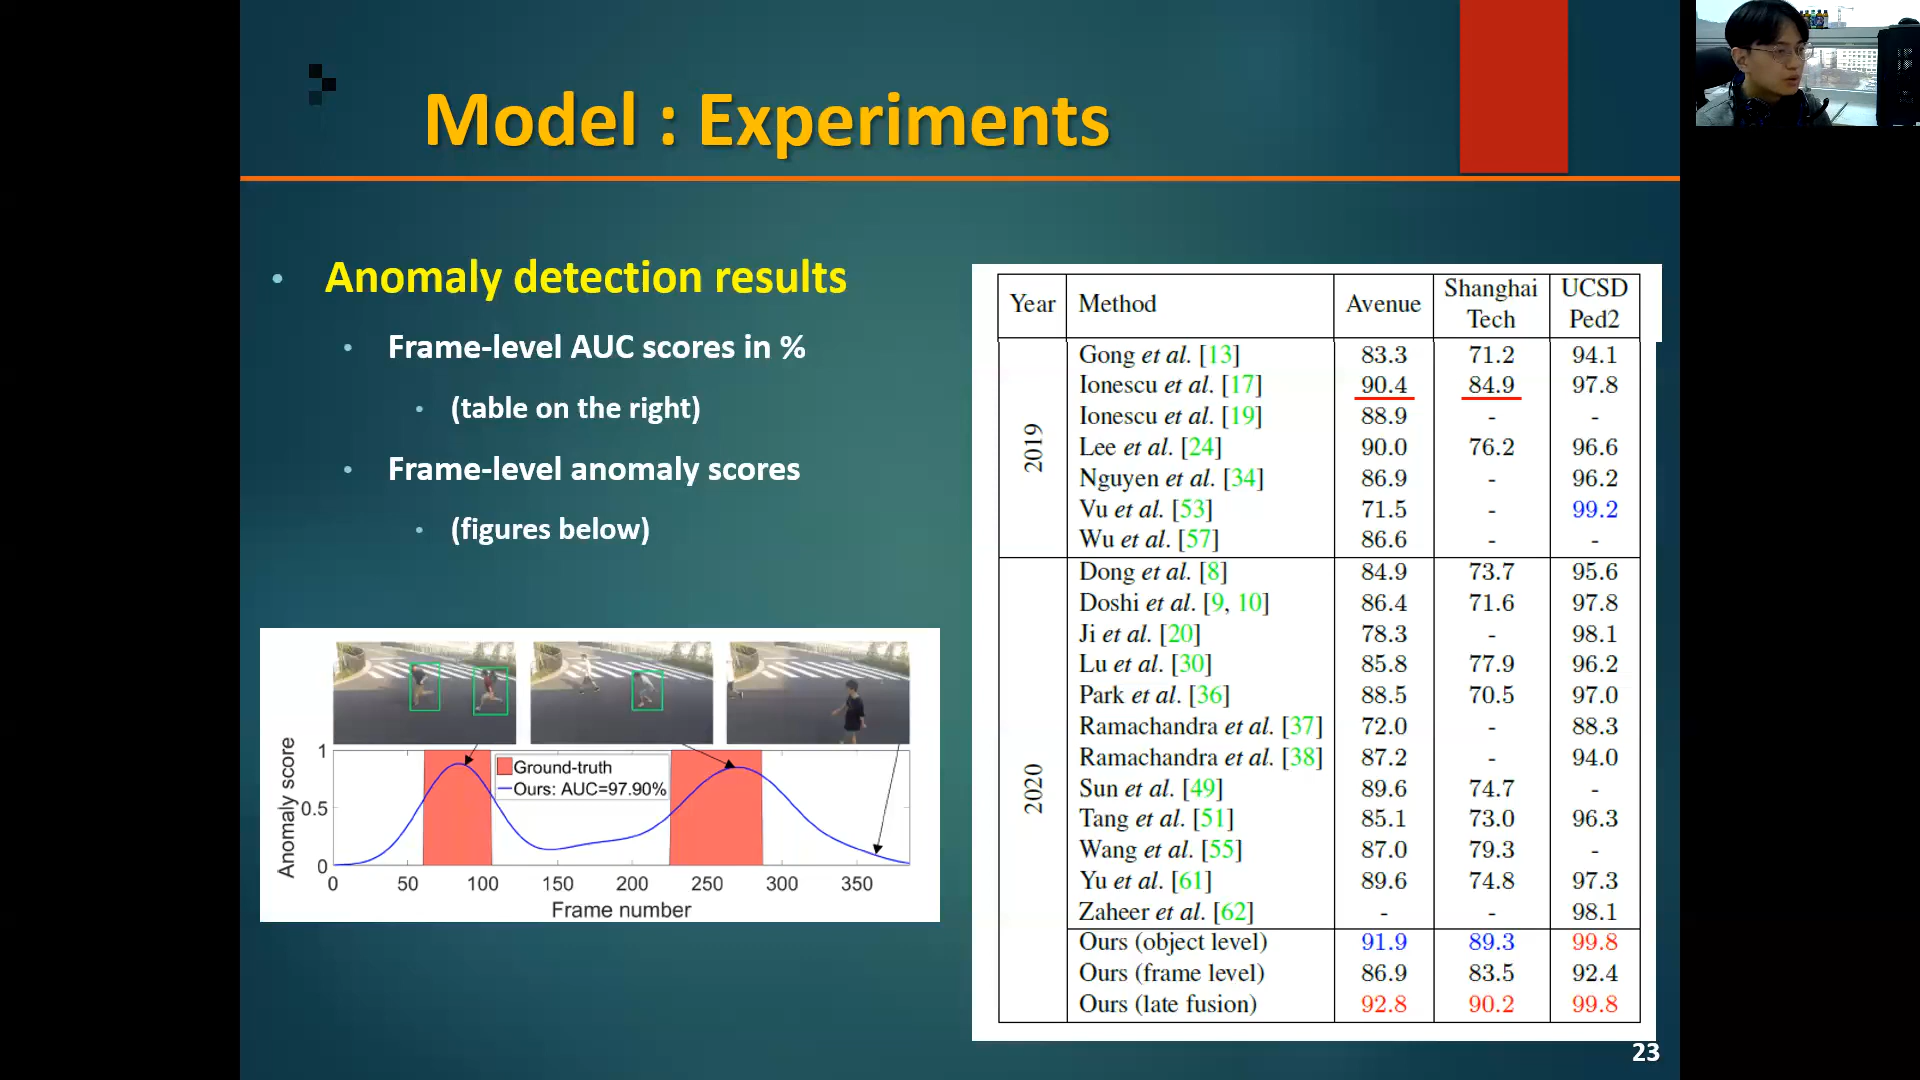 Model : Experiments
• Anomaly detection results
• Frame-level AUC scores in %
• (table on the right)
• Frame-level anomaly scores
• (figures below)
Anomaly score
1
0.5
0
Ground-truth
Ours: AUC=97.90%
0 50 100 150 200 250 300 350
Frame number
Year Method Avenue Shanghai Tech UCSD Ped2
2019
Gong et al. [13] 83.3 71.2 94.1
Ionescu et al. [17] 90.4 84.9 97.8
Ionescu et al. [19] 88.9 - -
Lee et al. [24] 90.0 76.2 96.6
Nguyen et al. [34] 86.9 - 96.2
Vu et al. [53] 71.5 - 99.2
Wu et al. [57] 86.6 - -
2020
Dong et al. [8] 84.9 73.7 95.6
Doshi et al. [9, 10] 86.4 71.6 97.8
Ji et al. [20] 78.3 - 98.1
Lu et al. [30] 85.8 77.9 96.2
Park et al. [36] 88.5 70.5 97.0
Ramachandra et al. [37] 72.0 - 88.3
Ramachandra et al. [38] 87.2 - 94.0
Sun et al. [49] 89.6 74.7 -
Tang et al. [51] 85.1 73.0 96.3
Wang et al. [55] 87.0 79.3 -
Yu et al. [61] 89.6 74.8 97.3
Zaheer et al. [62] - - 98.1
Ours (object level) 91.9 89.3 99.8
Ours (frame level) 86.9 83.5 92.4
Ours (late fusion) 92.8 90.2 99.8
23